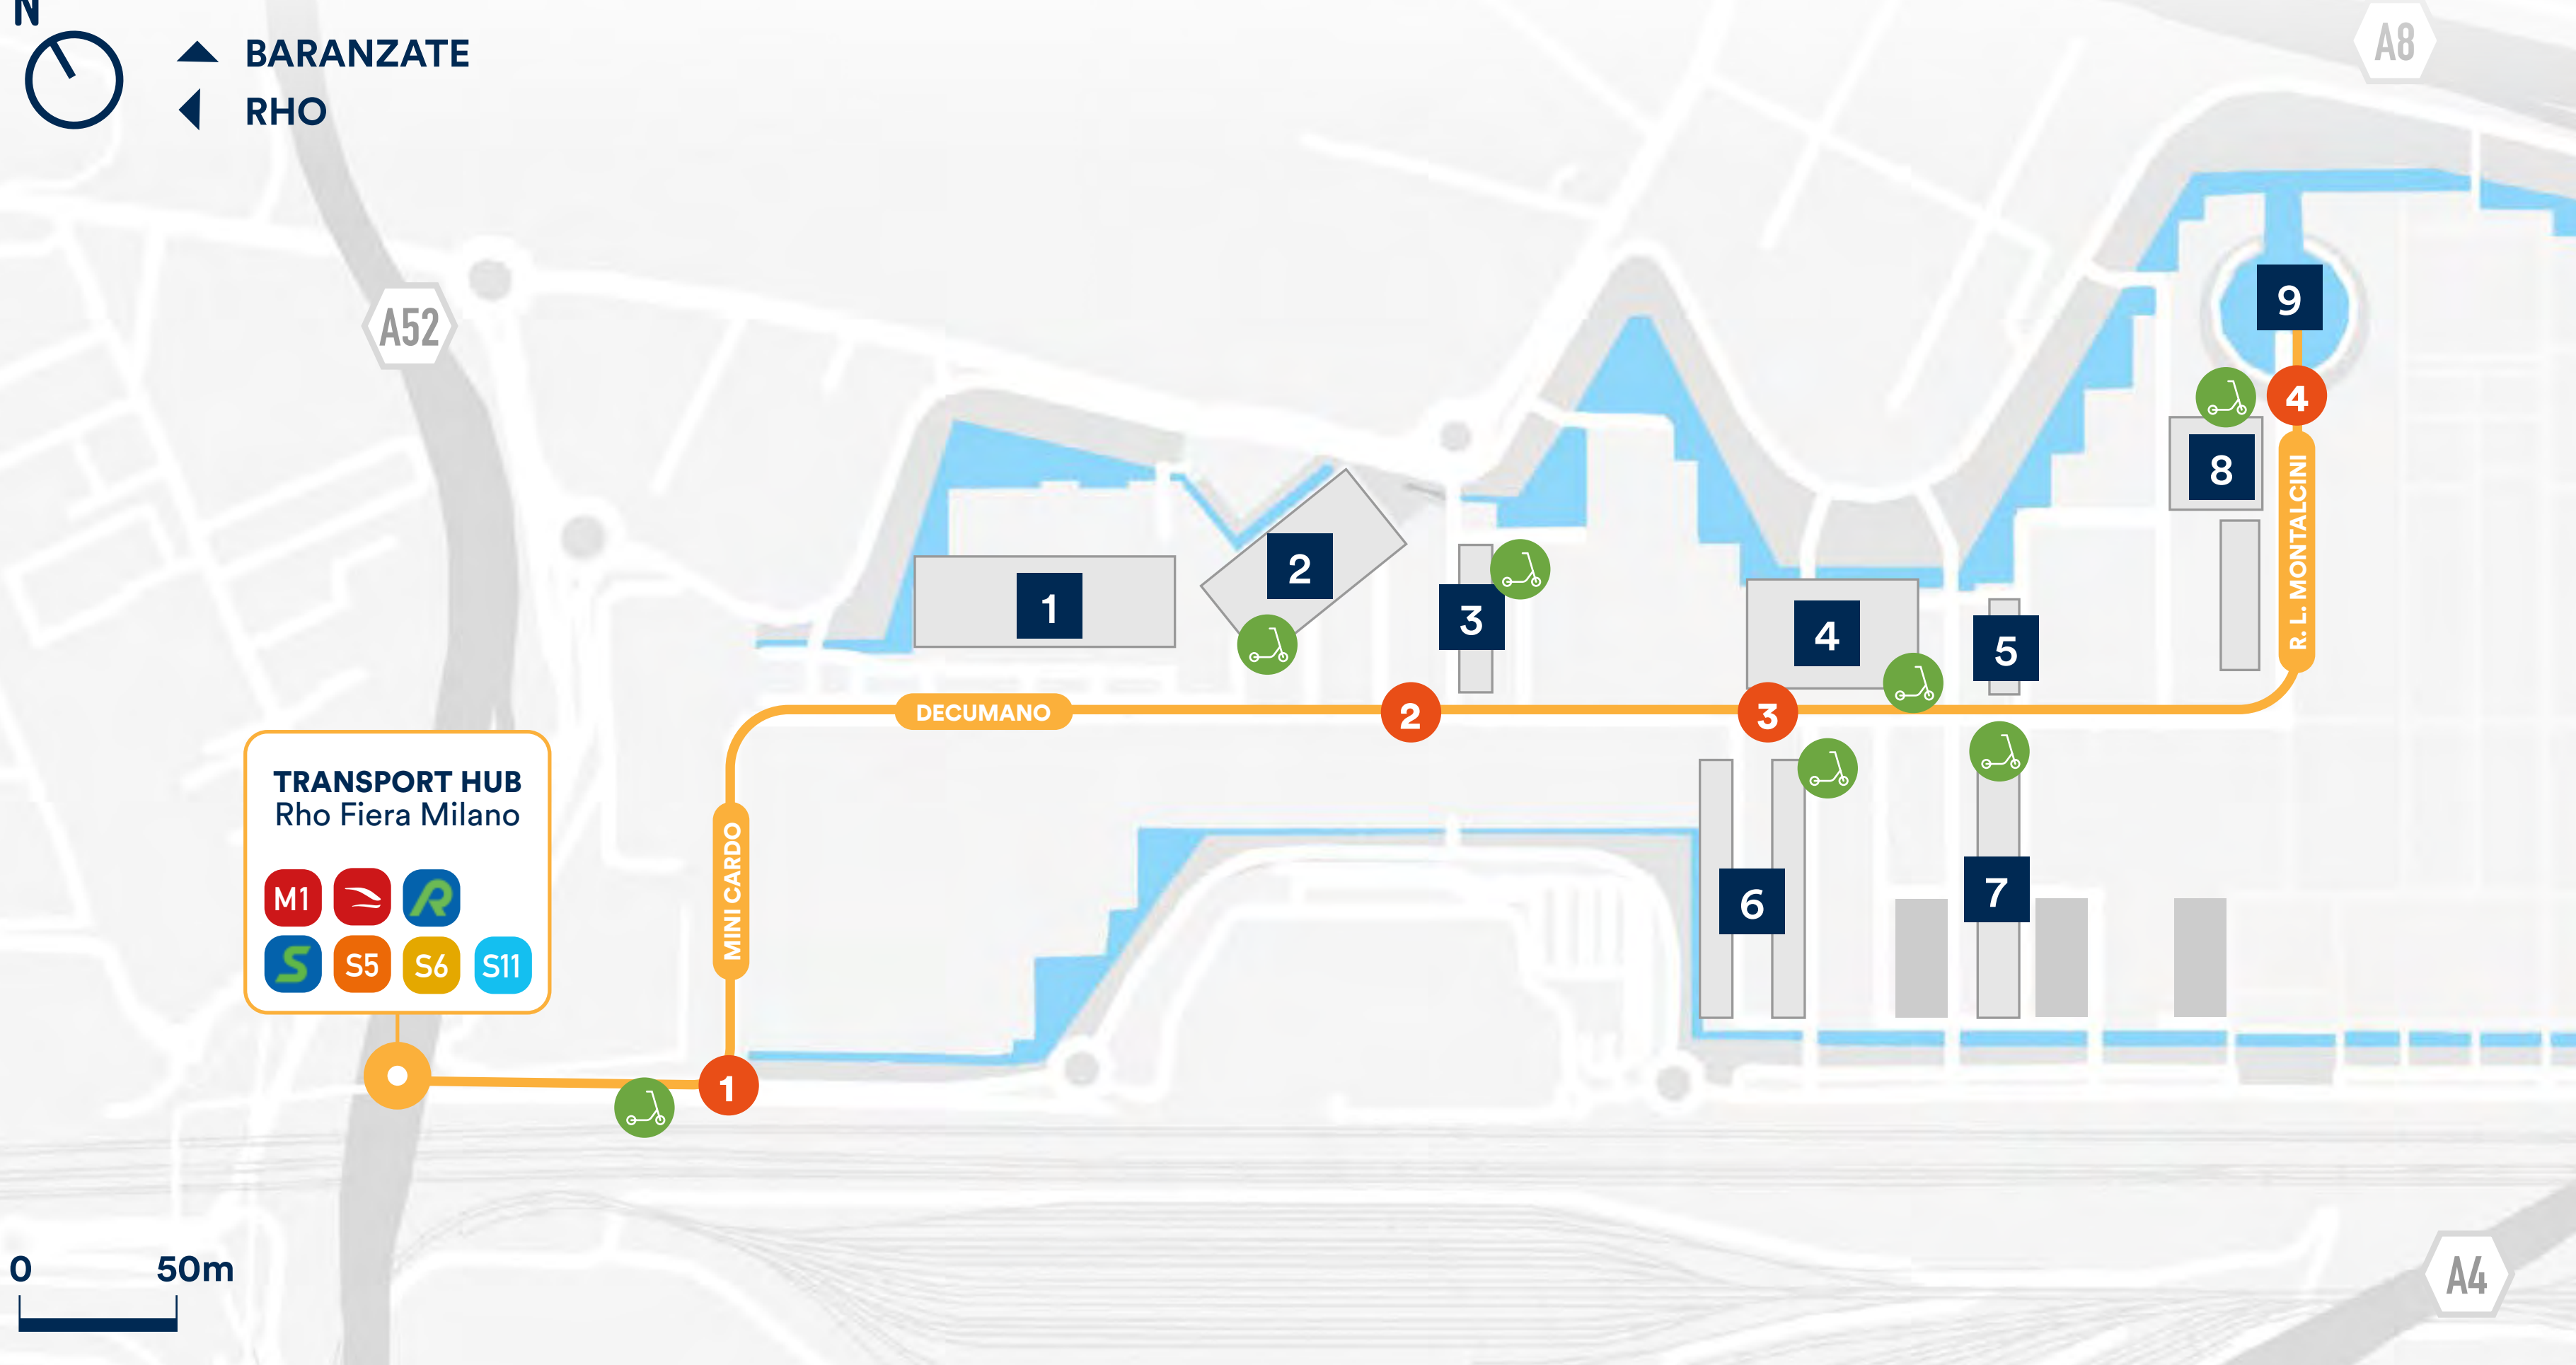 N
BARANZATE
RHO
A8
A52
9
4
8
R. L. MONTALCINI
2
1
3
4
5
DECUMANO
2
3
TRANSPORT HUB
Rho Fiera Milano
M1
R
S
S5
S6
S11
MINI CARDO
6
7
1
0
50m
A4